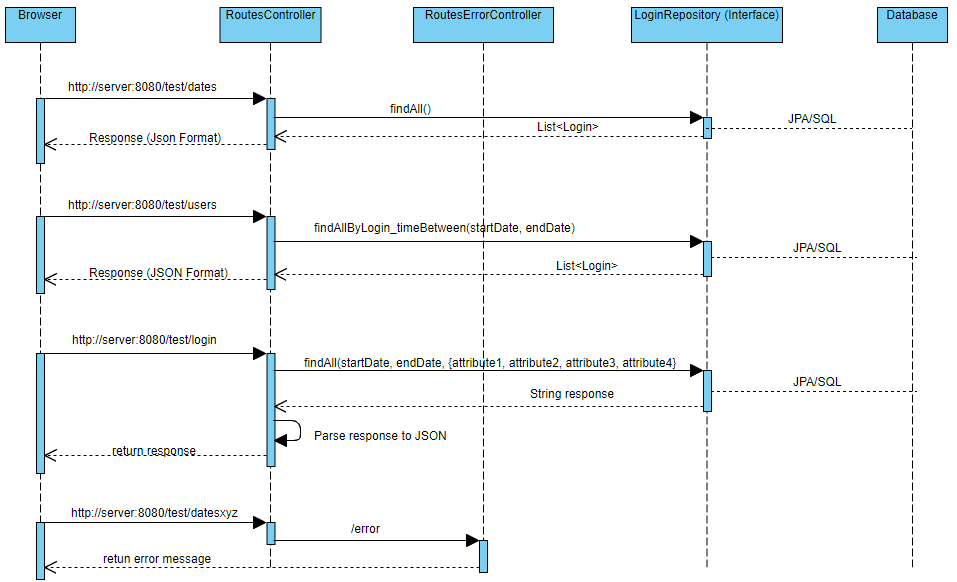 Browser
RoutesController
RoutesErrorController
LoginRepository (Interface)
Database
http://server:8080/test/dates
findAll()
JPA/SQL
List<Login>
Response (Json Format)
http://server:8080/test/users
findAllByLogin_timeBetween(startDate, endDate)
JPA/SQL
List<Login>
Response (JSON Format)
http://server:8080/test/login
findAll(startDate, endDate, {attribute1, attribute2, attribute3, attribute4}
JPA/SQL
String response
Parse response to JSON
return response
http://server:8080/test/datesxyz
/error
retun error message